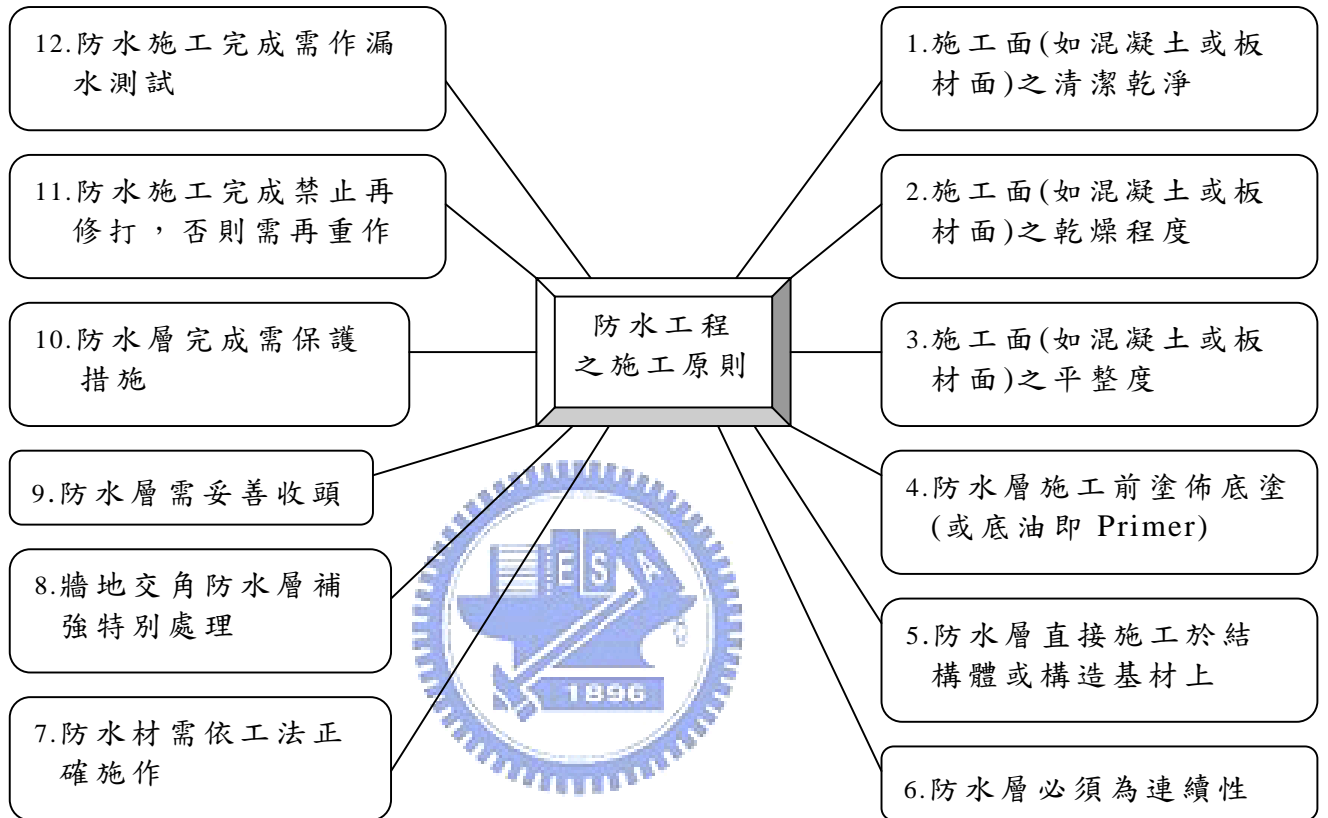 防水工程
之施工原則
1.施工面(如混凝土或板
材面)之清潔乾淨
2.施工面(如混凝土或板
材面)之乾燥程度
3.施工面(如混凝土或板
材面)之平整度
4.防水層施工前塗佈底塗
(或底油即 Primer)
5.防水層直接施工於結
構體或構造基材上
6.防水層必須為連續性
7.防水材需依工法正
確施作
8.牆地交角防水層補
強特別處理
9.防水層需妥善收頭
10.防水層完成需保護
措施
11.防水施工完成禁止再
修打，否則需再重作
12.防水施工完成需作漏
水測試
E S A
1896